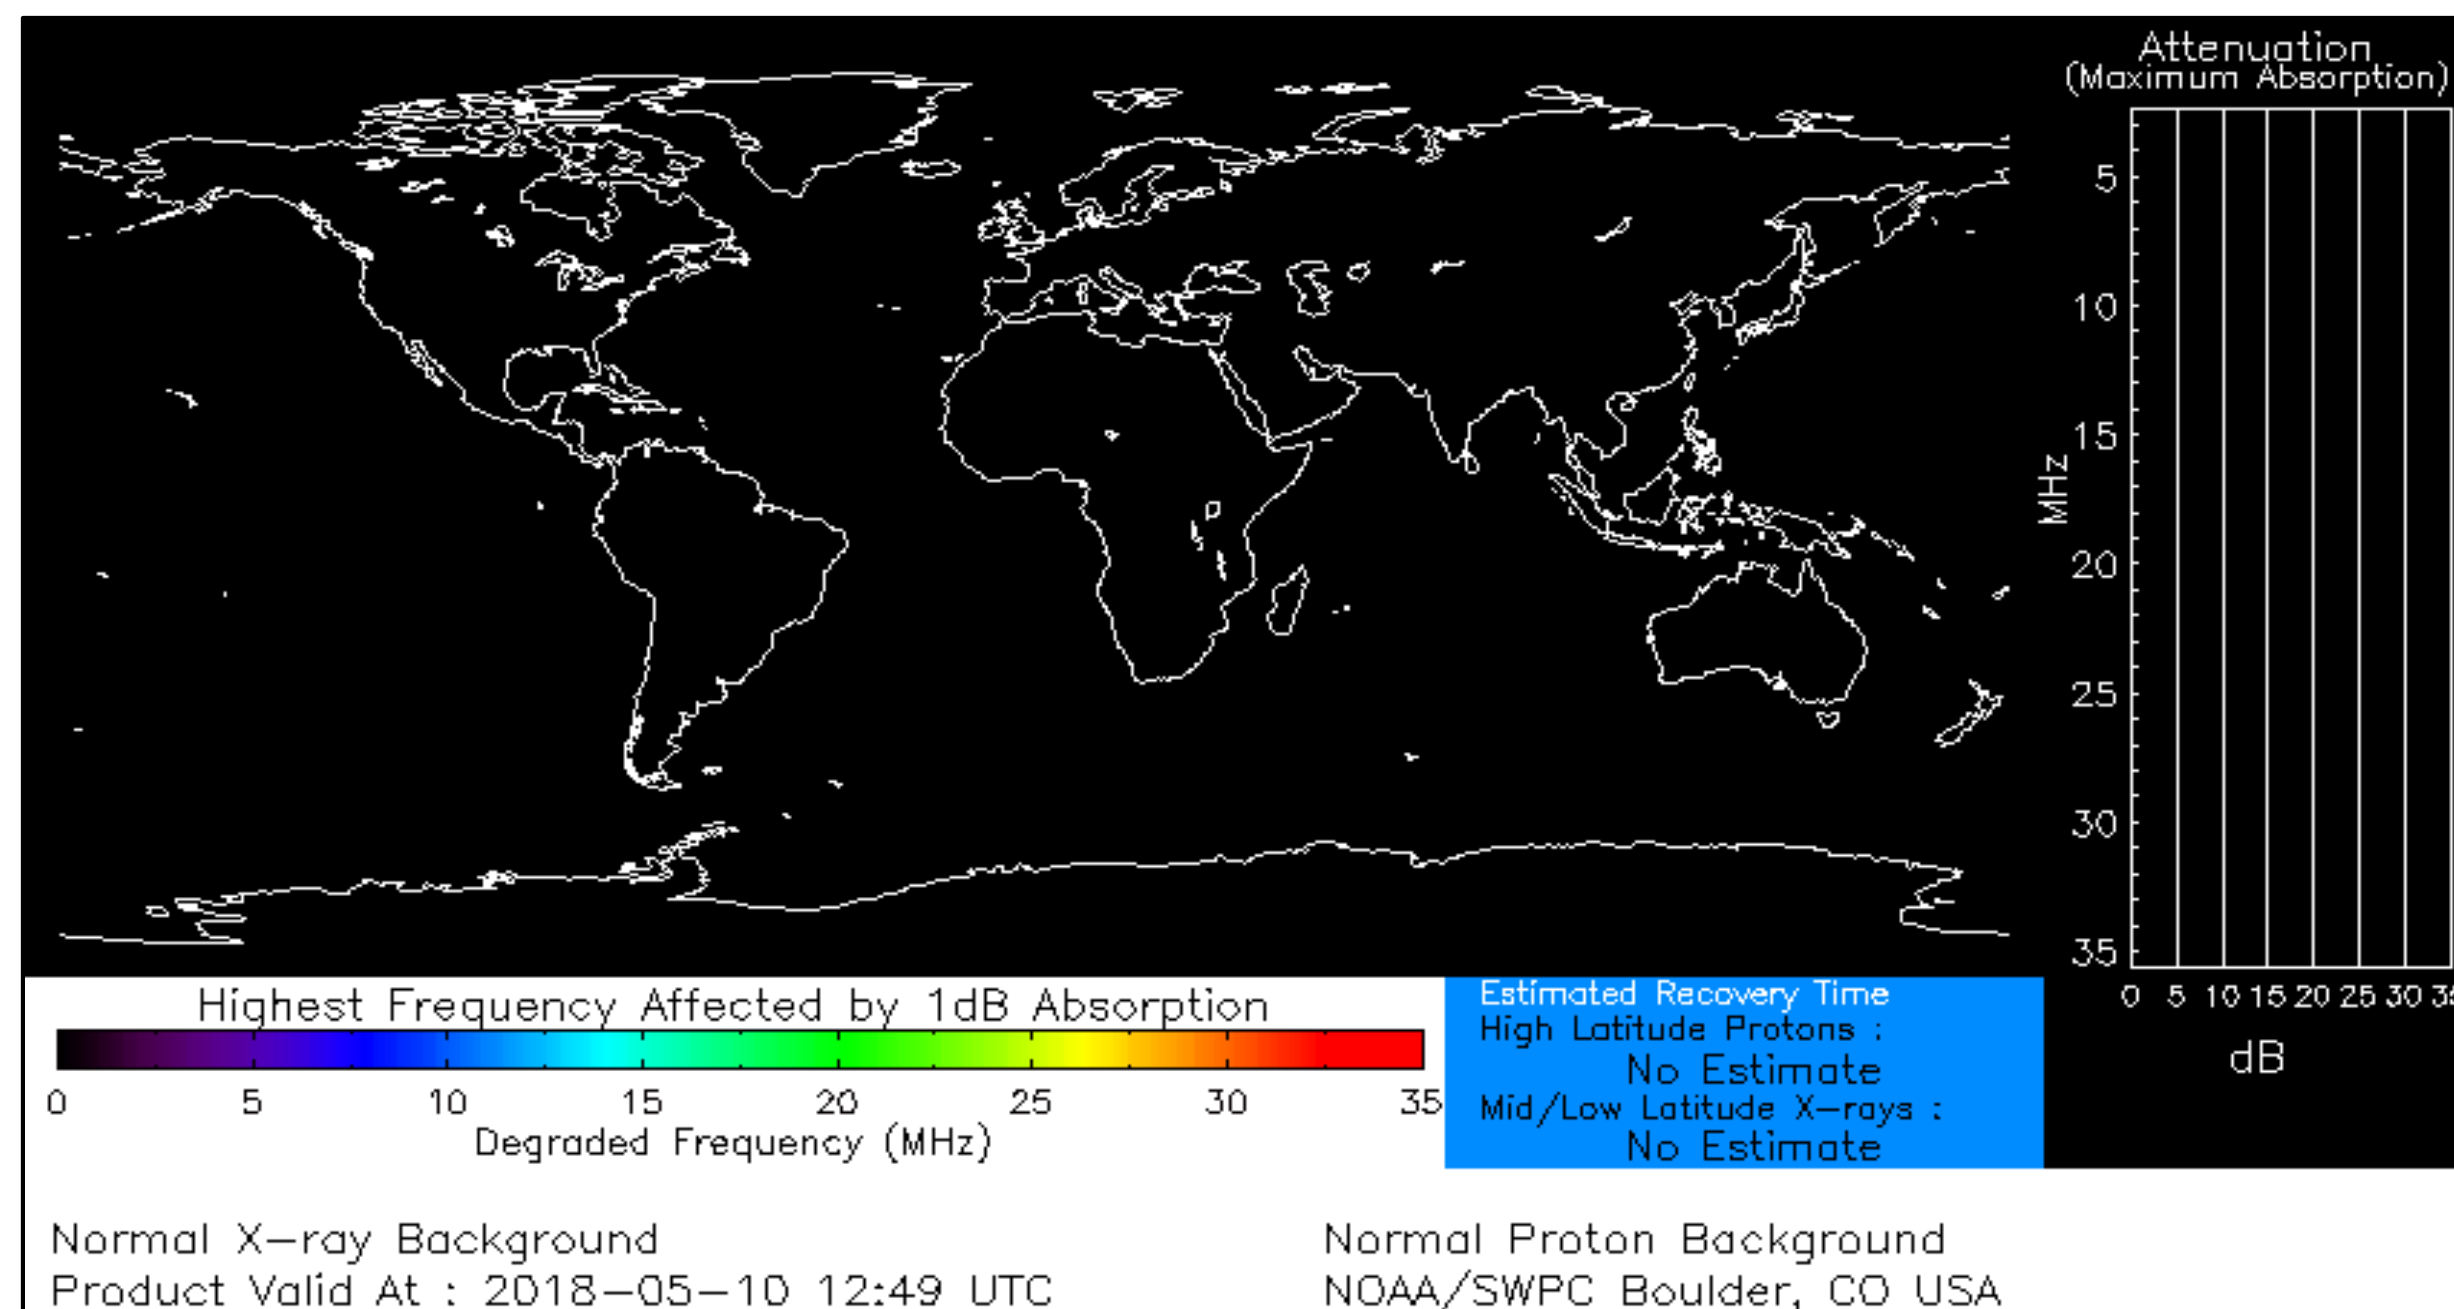 Attenuation
(Maximum Absorption)
5
10
15
20
25
30
35
MHz
0 5 10 15 20 25 30
dB
Highest Frequency Affected by 1dB Absorption
0 5 10 15 20 25 30 35
Degraded Frequency (MHz)
Estimated Recovery Time
High Latitude Protons :
No Estimate
Mid/Low Latitude X-rays :
No Estimate
Normal X-ray Background
Normal Proton Background
Product Valid At : 2018-05-10 12:49 UTC
NOAA/SWPC Boulder, CO USA